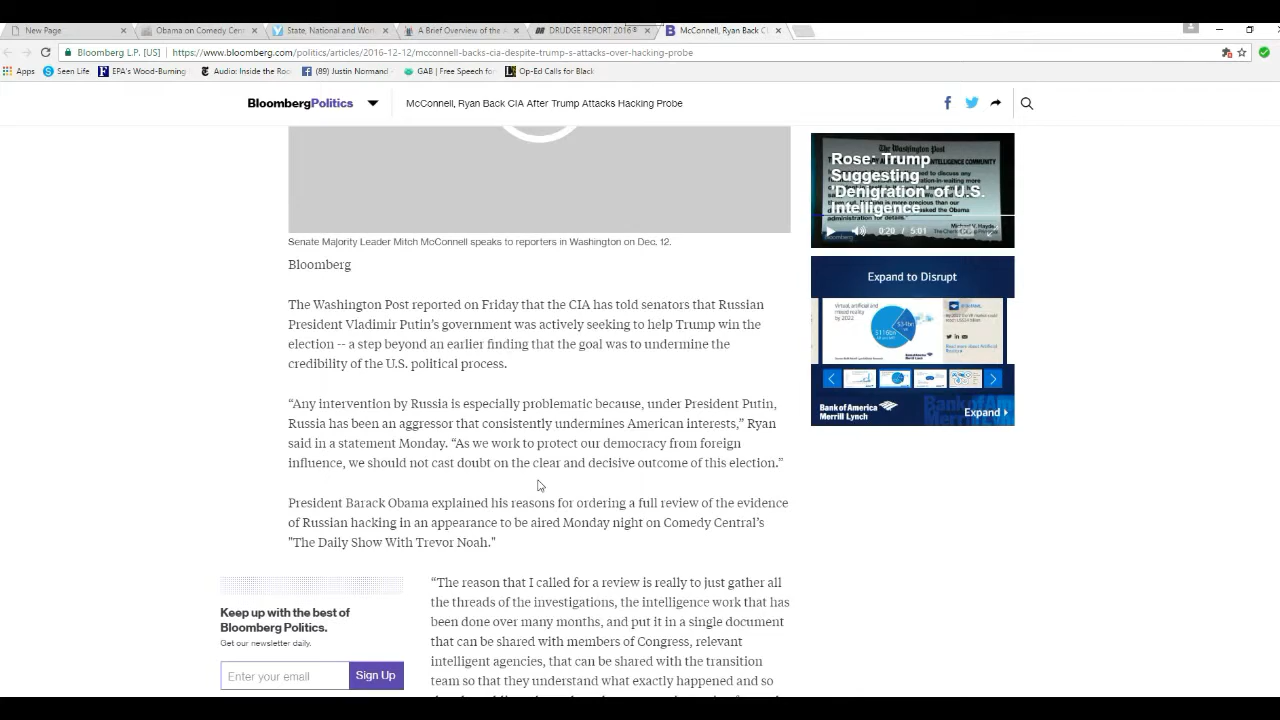 New Page
Obama on Comedy Cent
State, National and Wor
A Brief Overview of the A
DRUDGE REPORT 2016®
McConnell, Ryan Back CI
Bloomberg L.P. [US]
https://www.bloomberg.com/politics/articles/2016-12-12/mcconnell-backs-cia-despite-trump-s-attacks-over-hacking-probe
Apps
Seen Life
EPA's Wood-Burning
Audio: Inside the Roo
(89) Justin Normand
GAB | Free Speech for
Op-Ed Calls for Black
BloombergPolitics
McConnell, Ryan Back CIA After Trump Attacks Hacking Probe
Senate Majority Leader Mitch McConnell speaks to reporters in Washington on Dec. 12.
Bloomberg
The Washington Post reported on Friday that the CIA has told senators that Russian
President Vladimir Putin's government was actively seeking to help Trump win the
election -- a step beyond an earlier finding that the goal was to undermine the
credibility of the U.S. political process.
“Any intervention by Russia is especially problematic because, under President Putin,
Russia has been an aggressor that consistently undermines American interests,” Ryan
said in a statement Monday. “As we work to protect our democracy from foreign
influence, we should not cast doubt on the clear and decisive outcome of this election.”
President Barack Obama explained his reasons for ordering a full review of the evidence
of Russian hacking in an appearance to be aired Monday night on Comedy Central's
"The Daily Show With Trevor Noah."
“The reason that I called for a review is really to just gather all
the threads of the investigations, the intelligence work that has
been done over many months, and put it in a single document
that can be shared with members of Congress, relevant
intelligent agencies, that can be shared with the transition
team so that they understand what exactly happened and so
Keep up with the best of
Bloomberg Politics.
Get our newsletter daily.
Enter your email
Sign Up
The Washington Post
Rose: Trump
Suggesting
'Denigration' of U.S.
Intelligence
0:20 / 5:01
Expand to Disrupt
Virtual, artificial and
mixed reality
by 2022
Bank of America
Merrill Lynch
Expand